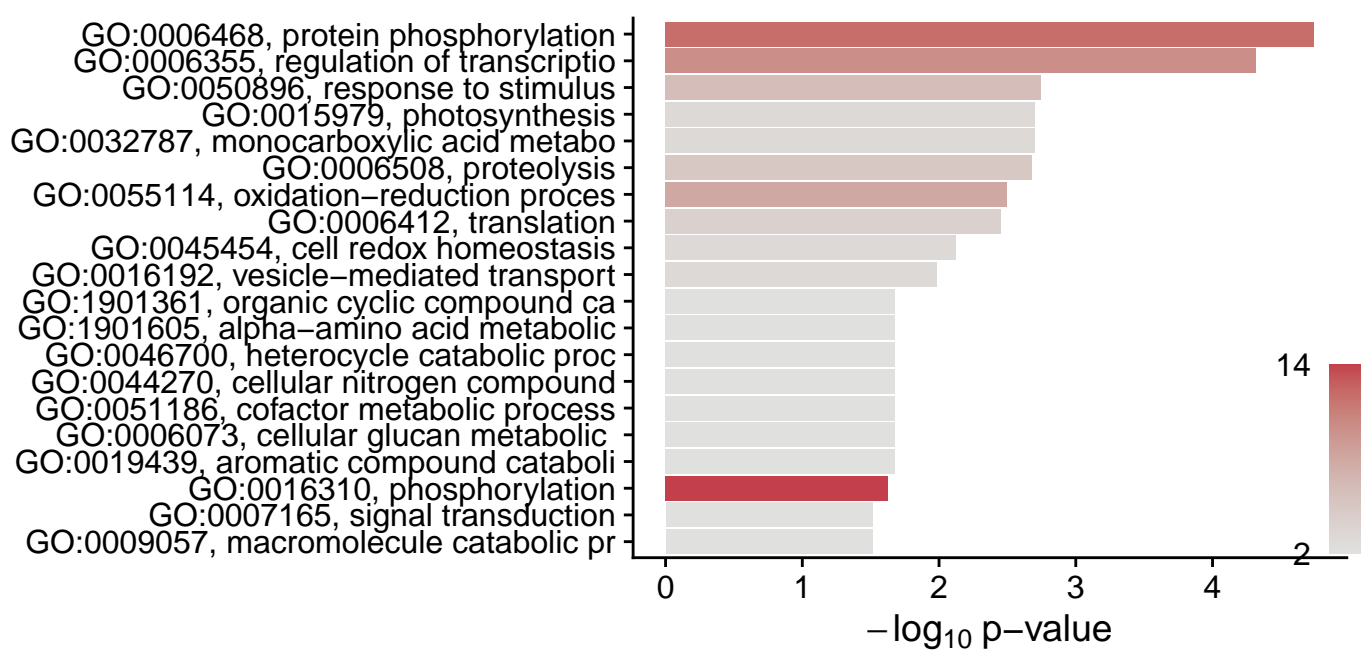 GO:0006468, protein phosphorylation
GO:0006355, regulation of transcriptio
GO:0050896, response to stimulus
GO:0015979, photosynthesis
GO:0032787, monocarboxylic acid metabo
GO:0006508, proteolysis
GO:0055114, oxidation−reduction proces
GO:0006412, translation
GO:0045454, cell redox homeostasis
GO:0016192, vesicle−mediated transport
GO:1901361, organic cyclic compound ca
GO:1901605, alpha−amino acid metabolic
GO:0046700, heterocycle catabolic proc
GO:0044270, cellular nitrogen compound
GO:0051186, cofactor metabolic process
GO:0006073, cellular glucan metabolic
GO:0019439, aromatic compound cataboli
GO:0016310, phosphorylation
GO:0007165, signal transduction
GO:0009057, macromolecule catabolic pr
14
2
0 1 2 3 4
−log₁₀ p−value